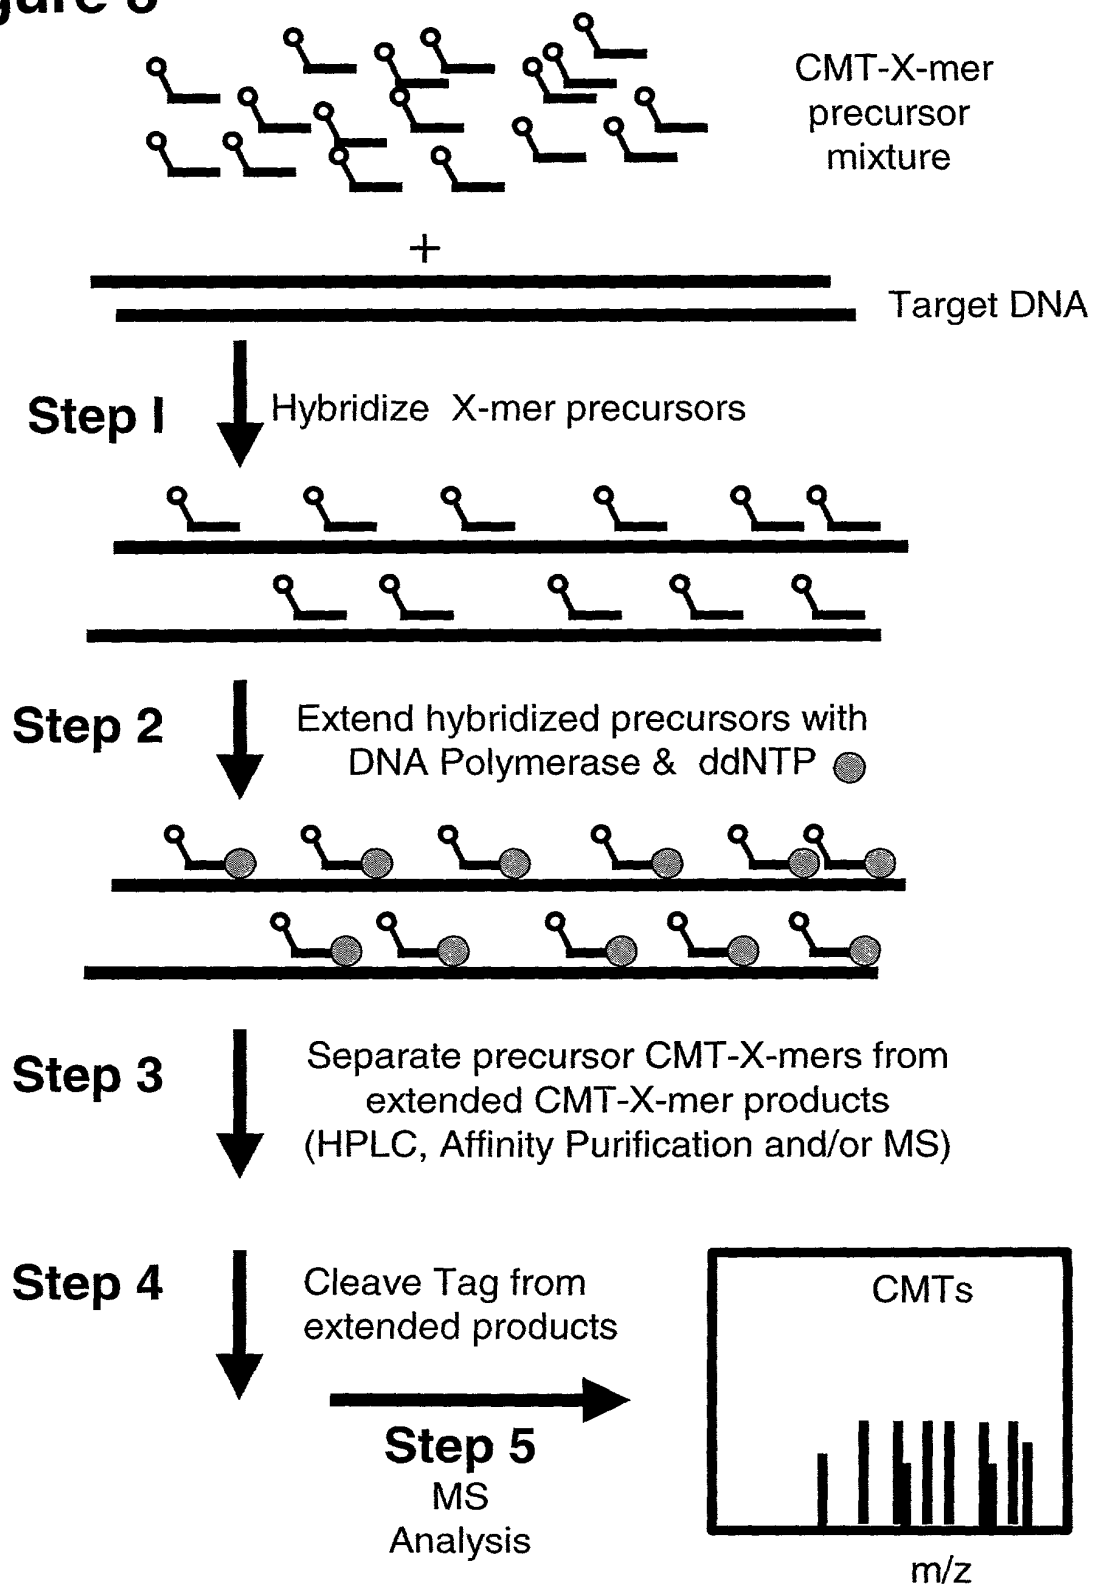 CMT-X-mer
precursor
mixture
+
Target DNA
Step I
Hybridize X-mer precursors
Step 2
Extend hybridized precursors with
DNA Polymerase & ddNTP
Step 3
Separate precursor CMT-X-mers from
extended CMT-X-mer products
(HPLC, Affinity Purification and/or MS)
Step 4
Cleave Tag from
extended products
CMTs
Step 5
MS
Analysis
m/z